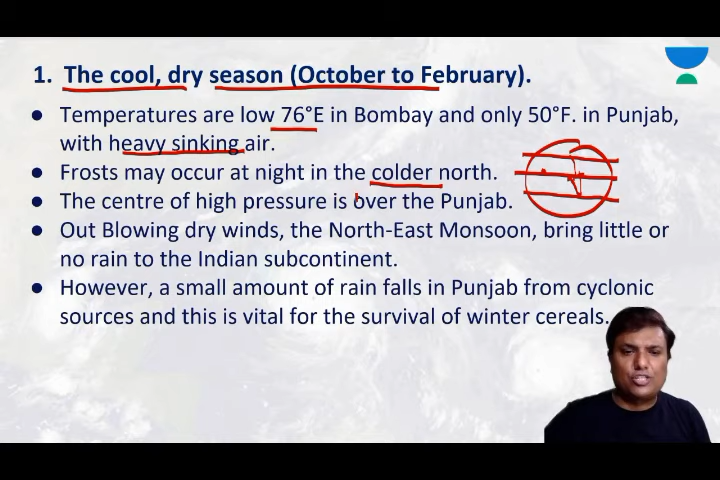 1. The cool, dry season (October to February).
● Temperatures are low 76°E in Bombay and only 50°F. in Punjab,
with heavy sinking air.
● Frosts may occur at night in the colder north.
● The centre of high pressure is over the Punjab.
● Out Blowing dry winds, the North-East Monsoon, bring little or
no rain to the Indian subcontinent.
● However, a small amount of rain falls in Punjab from cyclonic
sources and this is vital for the survival of winter cereals.